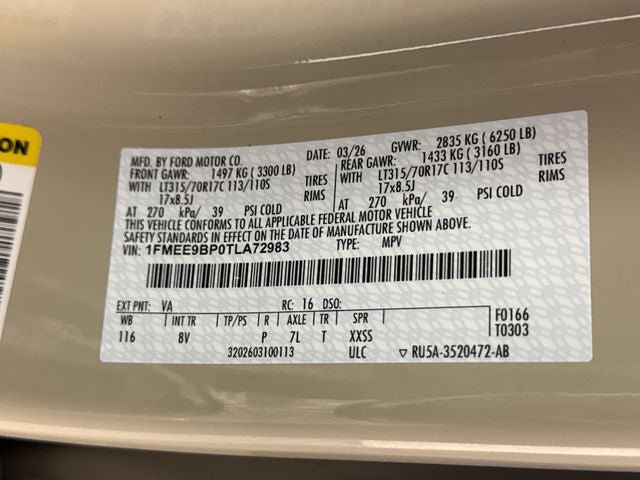 ON
MFD. BY FORD MOTOR CO. DATE: 03/26 GVWR: 2835 KG ( 6250 LB)
FRONT GAWR: 1497 KG ( 3300 LB) REAR GAWR: 1433 KG ( 3160 LB)
WITH LT315/70R17C 113/110S TIRES WITH LT315/70R17C 113/110S TIRES
17x8.5J RIMS 17x8.5J RIMS
AT 270 kPa/ 39 PSI COLD AT 270 kPa/ 39 PSI COLD
THIS VEHICLE CONFORMS TO ALL APPLICABLE FEDERAL MOTOR VEHICLE
SAFETY STANDARDS IN EFFECT ON THE DATE OF MANUFACTURE SHOWN ABOVE.
VIN: 1FMEE9BP0TLA72983 TYPE: MPV
EXT PNT: VA RC: 16 DSO: F0166
WB INT TR TP/PS R AXLE TR SPR T0303
116 8V P 7L T XXSS
3202603100113 ULC ▽ RU5A-3520472-AB